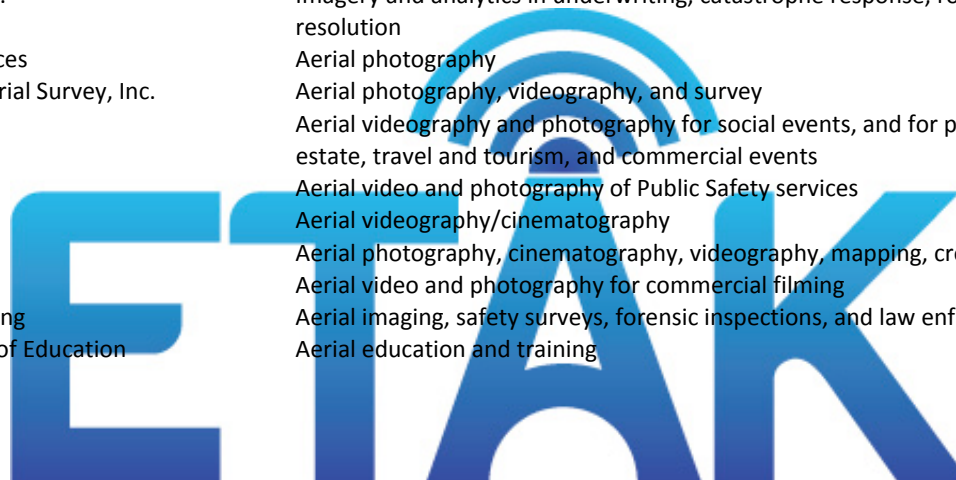 resolution
ces Aerial photography
rial Survey, Inc. Aerial photography, videography, and survey
Aerial videography and photography for social events, and for p
estate, travel and tourism, and commercial events
Aerial video and photography of Public Safety services
Aerial videography/cinematography
Aerial photography, cinematography, videography, mapping, cr
Aerial video and photography for commercial filming
ng Aerial imaging, safety surveys, forensic inspections, and law enf
of Education Aerial education and training
ETAK